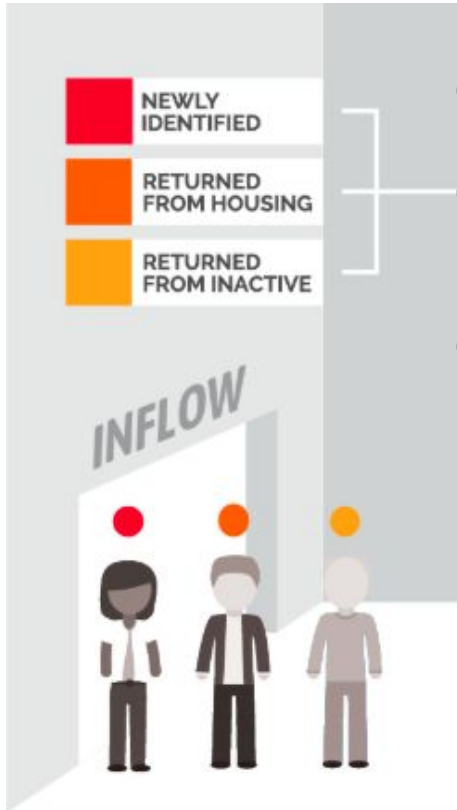 NEWLY
IDENTIFIED
RETURNED
FROM HOUSING
RETURNED
FROM INACTIVE
INFLOW